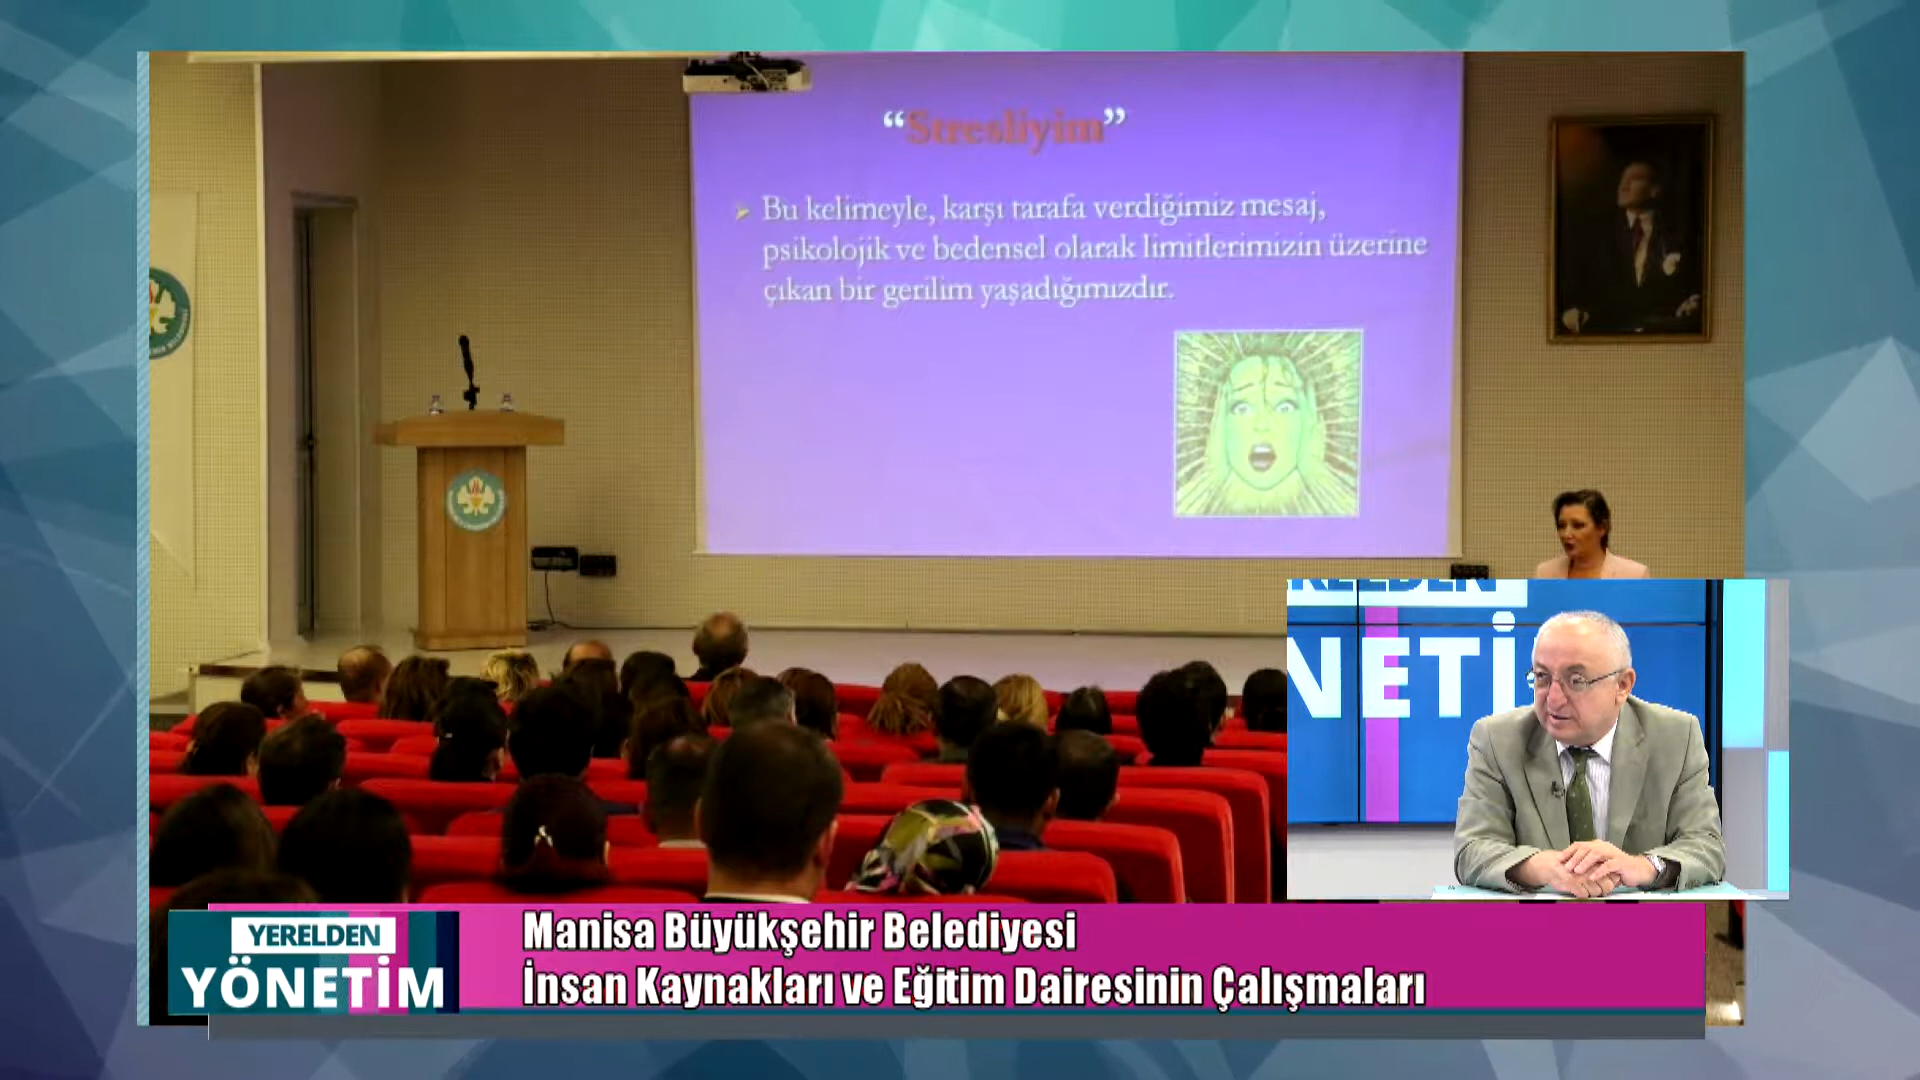 “Stresliyim”
Bu kelimeyle, karşı tarafa verdiğimiz mesaj,
psikolojik ve bedensel olarak limitlerimizin üzerine
çıkan bir gerilim yaşadığımızdır.
NETİ
YERELDEN
YÖNETİM
Manisa Büyükşehir Belediyesi
İnsan Kaynakları ve Eğitim Dairesinin Çalışmaları